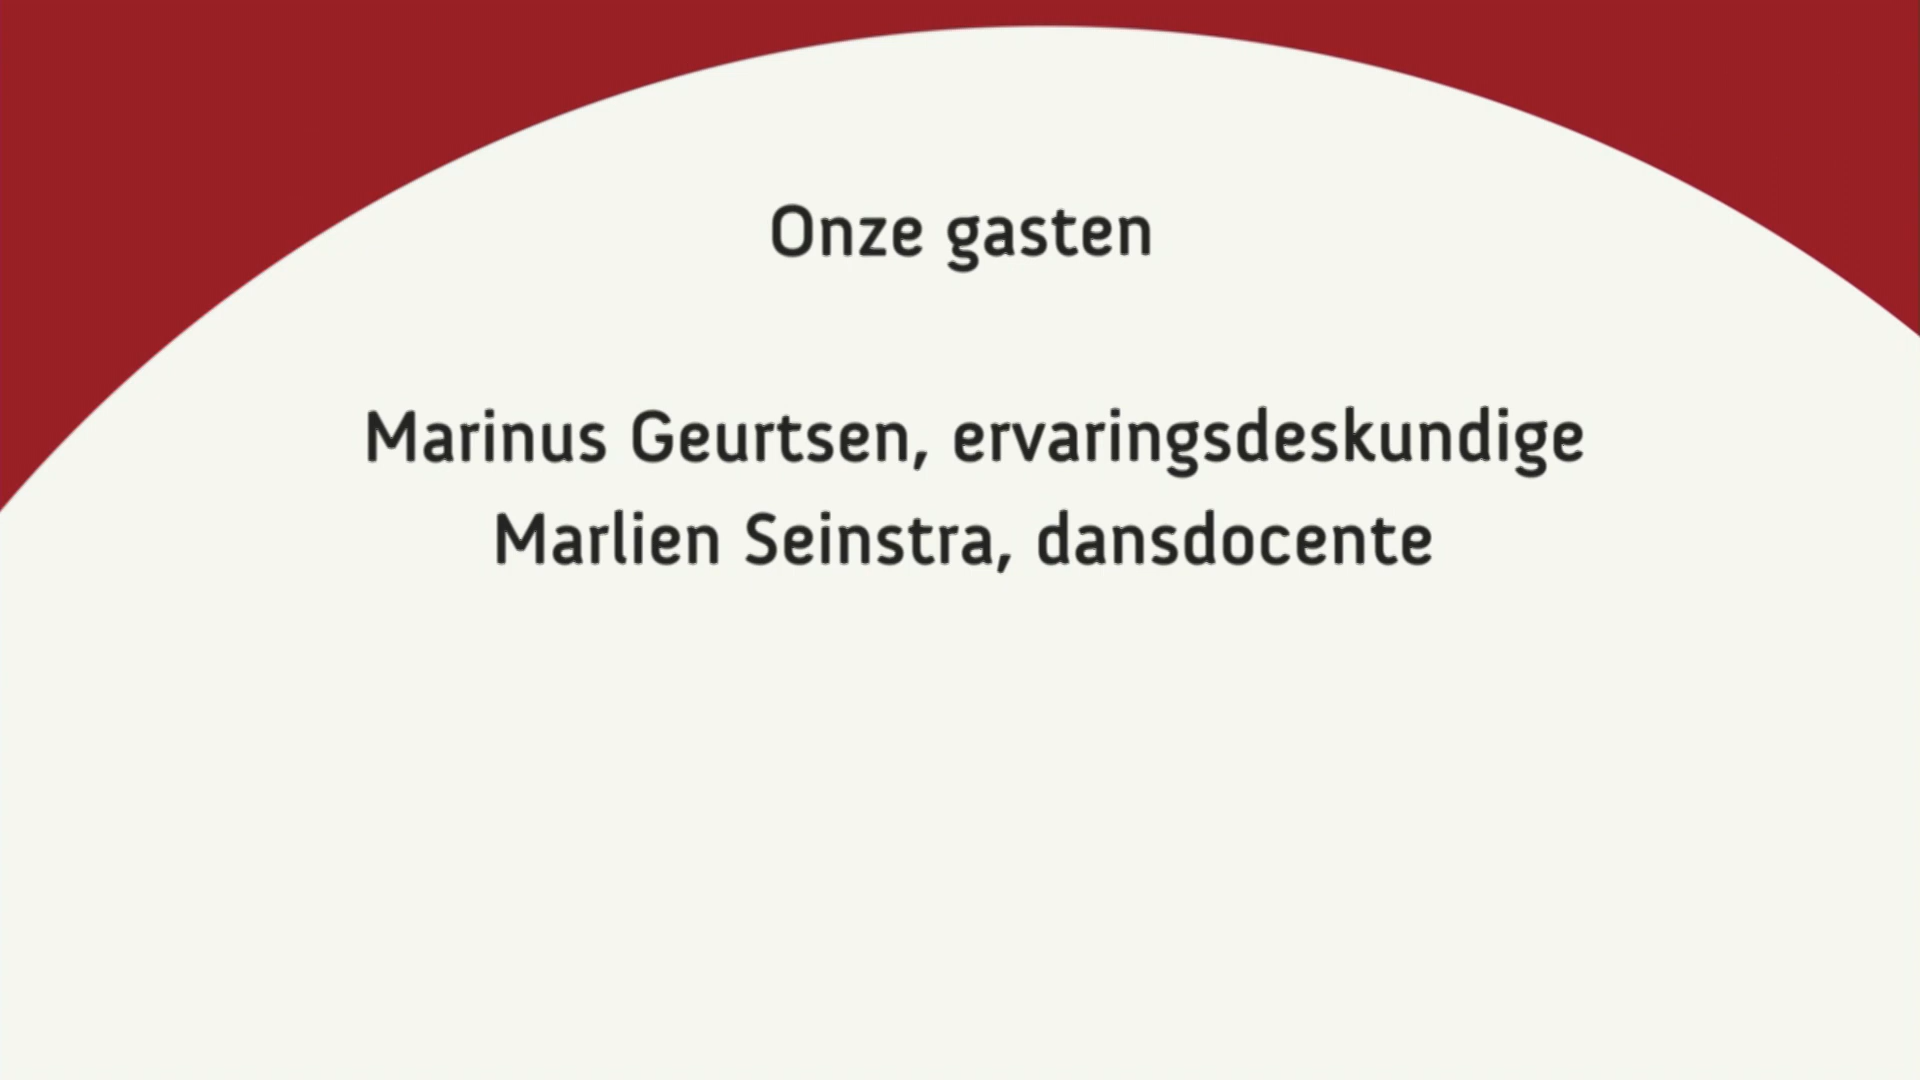 Onze gasten
Marinus Geurtsen, ervaringsdeskundige
Marlien Seinstra, dansdocente